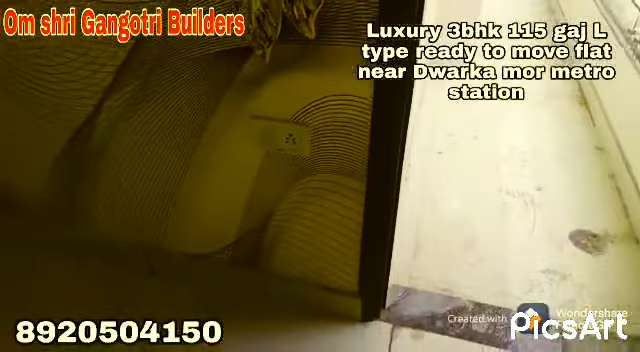 Om shri Gangotri Builders
Luxury 3bhk 115 gaj L
type ready to move flat
near Dwarka mor metro
station
Created with
Wondershare
PicsArt
8920504150